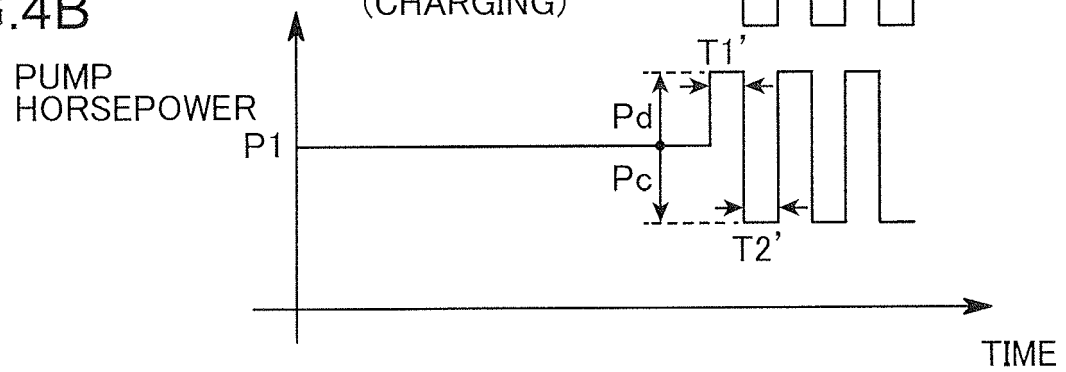 .4B
(CHARGING)
PUMP
HORSEPOWER
P1
Pd
Pc
T1’
T2’
TIME